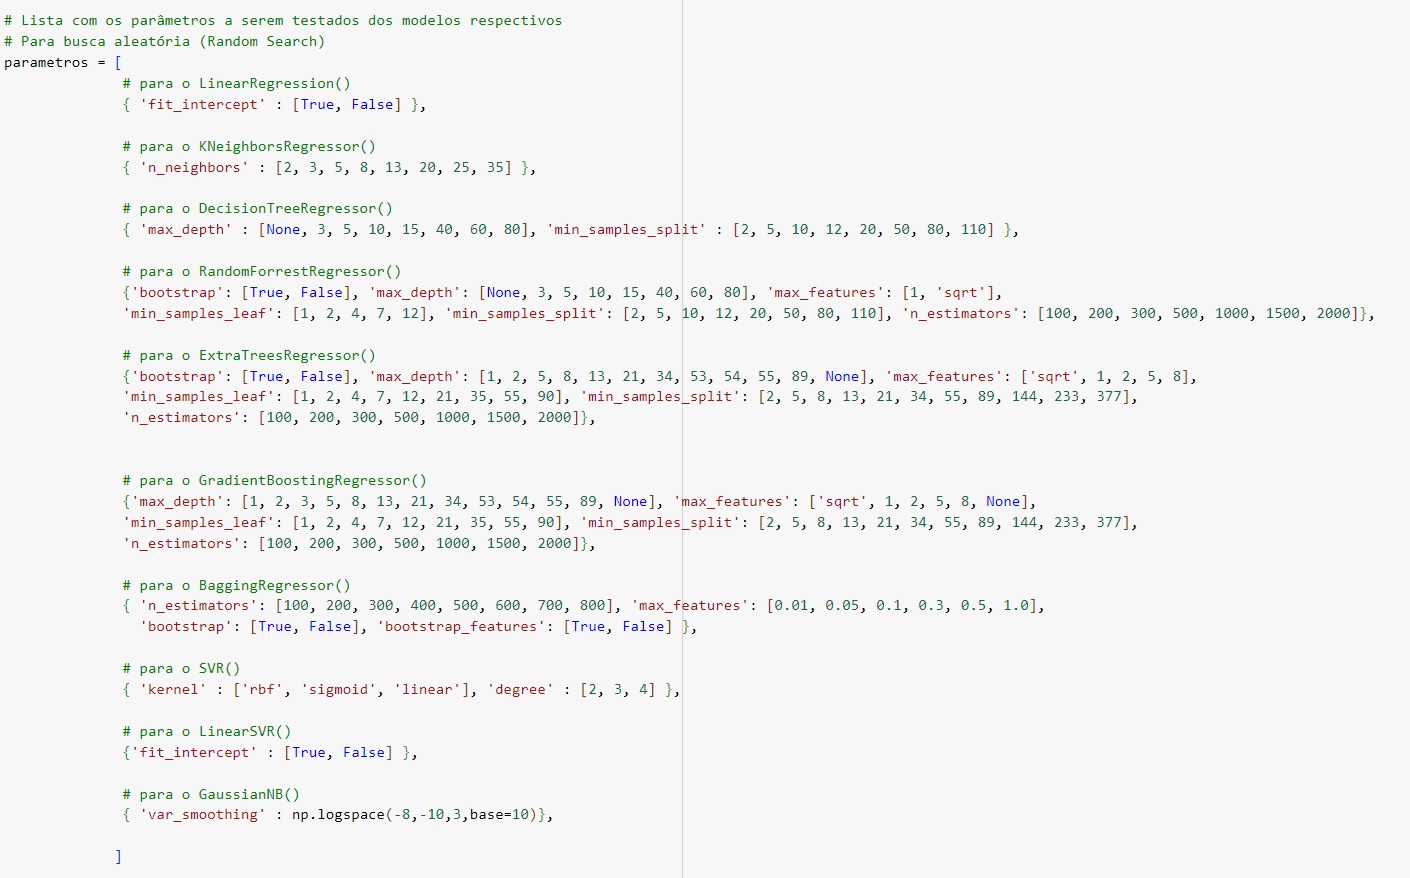 # Lista com os parâmetros a serem testados dos modelos respectivos
# Para busca aleatória (Random Search)
parametros = [
# para o LinearRegression()
{ 'fit_intercept' : [True, False] },
# para o KNeighborsRegressor()
{ 'n_neighbors' : [2, 3, 5, 8, 13, 20, 25, 35] },
# para o DecisionTreeRegressor()
{ 'max_depth' : [None, 3, 5, 10, 15, 40, 60, 80], 'min_samples_split' : [2, 5, 10, 12, 20, 50, 80, 110] },
# para o RandomForrestRegressor()
{'bootstrap': [True, False], 'max_depth': [None, 3, 5, 10, 15, 40, 60, 80], 'max_features': [1, 'sqrt'],
'min_samples_leaf': [1, 2, 4, 7, 12], 'min_samples_split': [2, 5, 10, 12, 20, 50, 80, 110], 'n_estimators': [100, 200, 300, 500, 1000, 1500, 2000]},
# para o ExtraTreesRegressor()
{'bootstrap': [True, False], 'max_depth': [1, 2, 5, 8, 13, 21, 34, 53, 54, 55, 89, None], 'max_features': ['sqrt', 1, 2, 5, 8],
'min_samples_leaf': [1, 2, 4, 7, 12, 21, 35, 55, 90], 'min_samples_split': [2, 5, 8, 13, 21, 34, 55, 89, 144, 233, 377],
'n_estimators': [100, 200, 300, 500, 1000, 1500, 2000]},
# para o GradientBoostingRegressor()
{'max_depth': [1, 2, 3, 5, 8, 13, 21, 34, 53, 54, 55, 89, None], 'max_features': ['sqrt', 1, 2, 5, 8, None],
'min_samples_leaf': [1, 2, 4, 7, 12, 21, 35, 55, 90], 'min_samples_split': [2, 5, 8, 13, 21, 34, 55, 89, 144, 233, 377],
'n_estimators': [100, 200, 300, 500, 1000, 1500, 2000]},
# para o BaggingRegressor()
{ 'n_estimators': [100, 200, 300, 400, 500, 600, 700, 800], 'max_features': [0.01, 0.05, 0.1, 0.3, 0.5, 1.0],
'bootstrap': [True, False], 'bootstrap_features': [True, False] },
# para o SVR()
{ 'kernel' : ['rbf', 'sigmoid', 'linear'], 'degree' : [2, 3, 4] },
# para o LinearSVR()
{'fit_intercept' : [True, False] },
# para o GaussianNB()
{ 'var_smoothing' : np.logspace(-8,-10,3,base=10)},
]